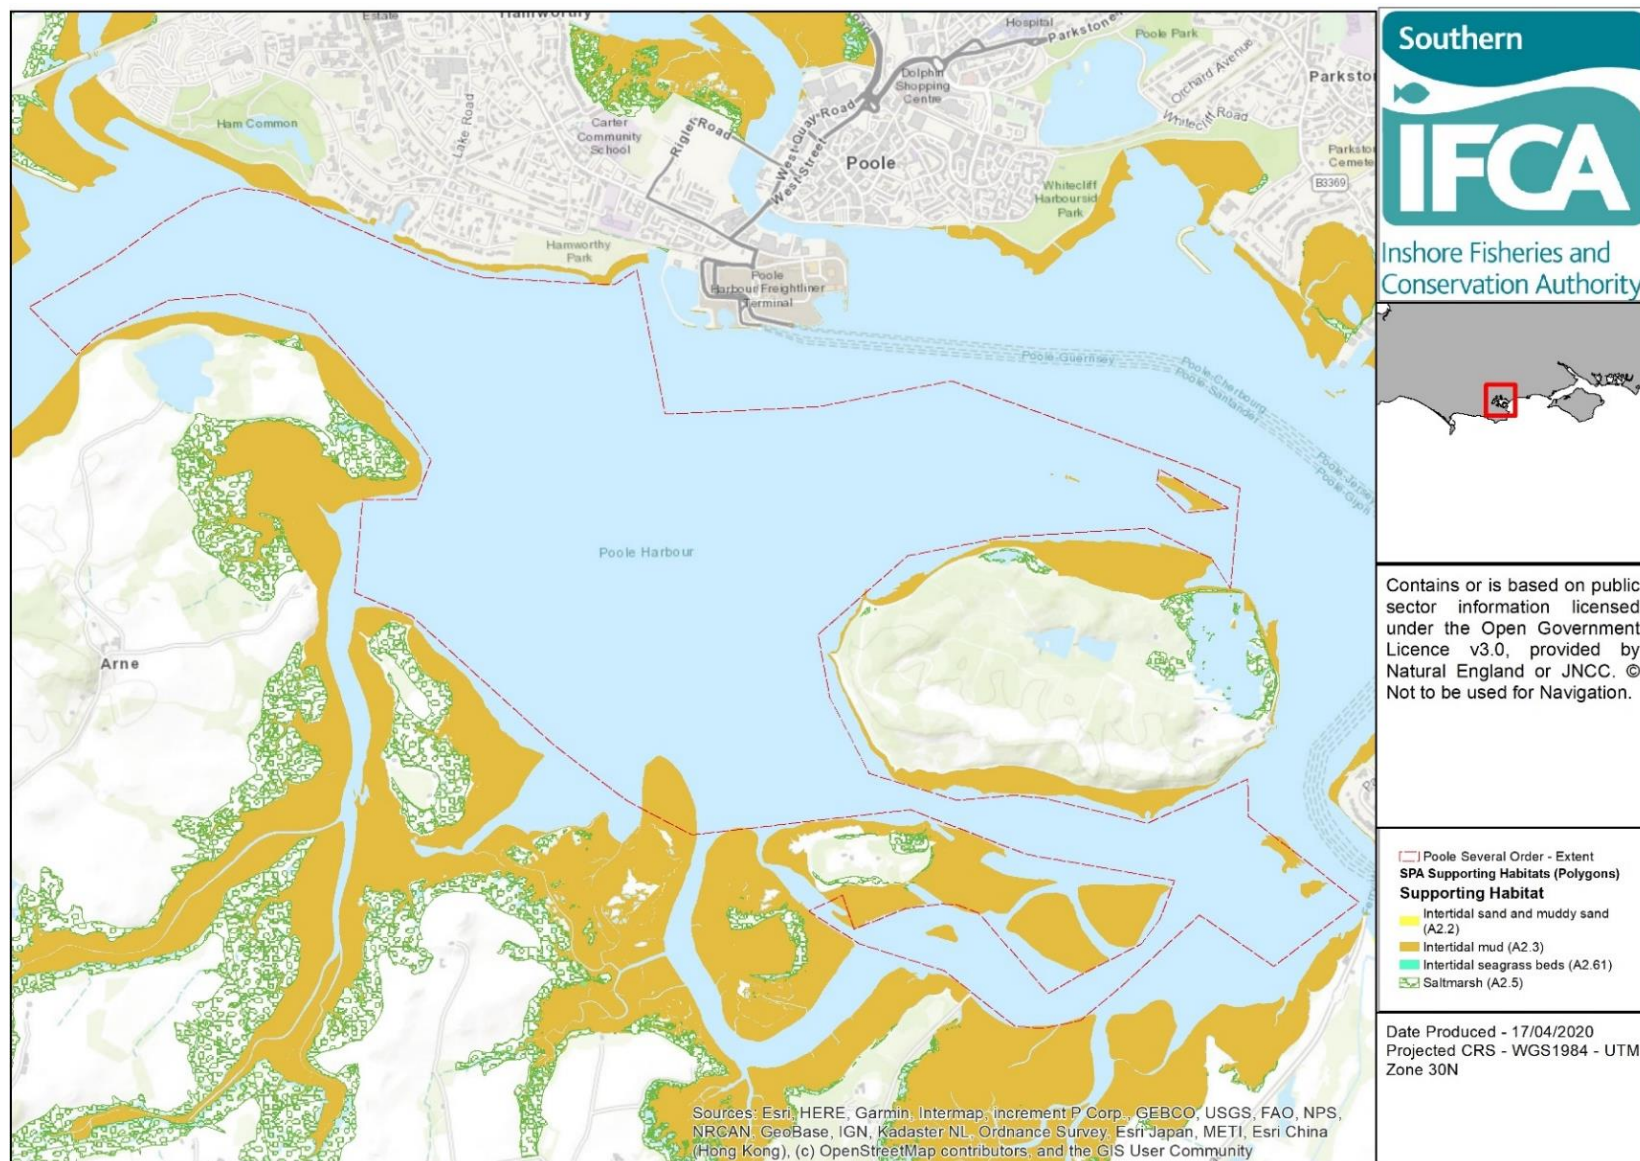 Estate
Hamworthy
Hospital
Parkstone
Poole Park
Orchard Avenue
Dolphin
Shopping
Centre
Ham Common
Lake Road
Carter
Community
School
Rigler Road
West Quay Road
West Street
Poole
Whitecliff Road
B3369
Whitecliff
Harboursid
Park
Hamworthy
Park
Poole
Harbour Freightliner
Terminal
Poole-Guernsey
Poole-Cherbourg
Poole-Santander
Poole-Jersey
Poole-Gijon
Poole Harbour
Arne
Sources: Esri, HERE, Garmin, Intermap, increment P Corp., GEBCO, USGS, FAO, NPS,
NRCAN, GeoBase, IGN, Kadaster NL, Ordnance Survey, Esri Japan, METI, Esri China
(Hong Kong), (c) OpenStreetMap contributors, and the GIS User Community
Southern
IFCA
Inshore Fisheries and
Conservation Authority
Contains or is based on public
sector information licensed
under the Open Government
Licence v3.0, provided by
Natural England or JNCC. ©
Not to be used for Navigation.
Poole Several Order - Extent
SPA Supporting Habitats (Polygons)
Supporting Habitat
Intertidal sand and muddy sand
(A2.2)
Intertidal mud (A2.3)
Intertidal seagrass beds (A2.61)
Saltmarsh (A2.5)
Date Produced - 17/04/2020
Projected CRS - WGS1984 - UTM
Zone 30N